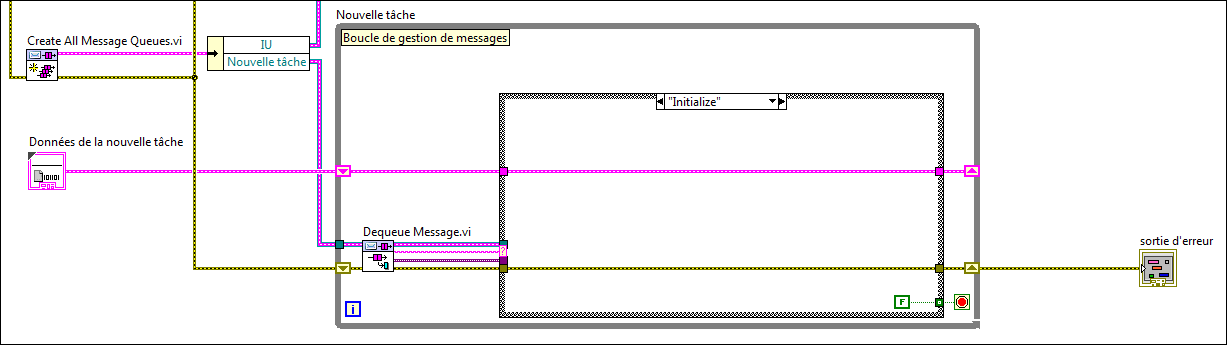 Nouvelle tâche
Boucle de gestion de messages
Create All Message Queues.vi
IU
Nouvelle tâche
"Initialize"
Données de la nouvelle tâche
Dequeue Message.vi
?
sortie d'erreur
F
i